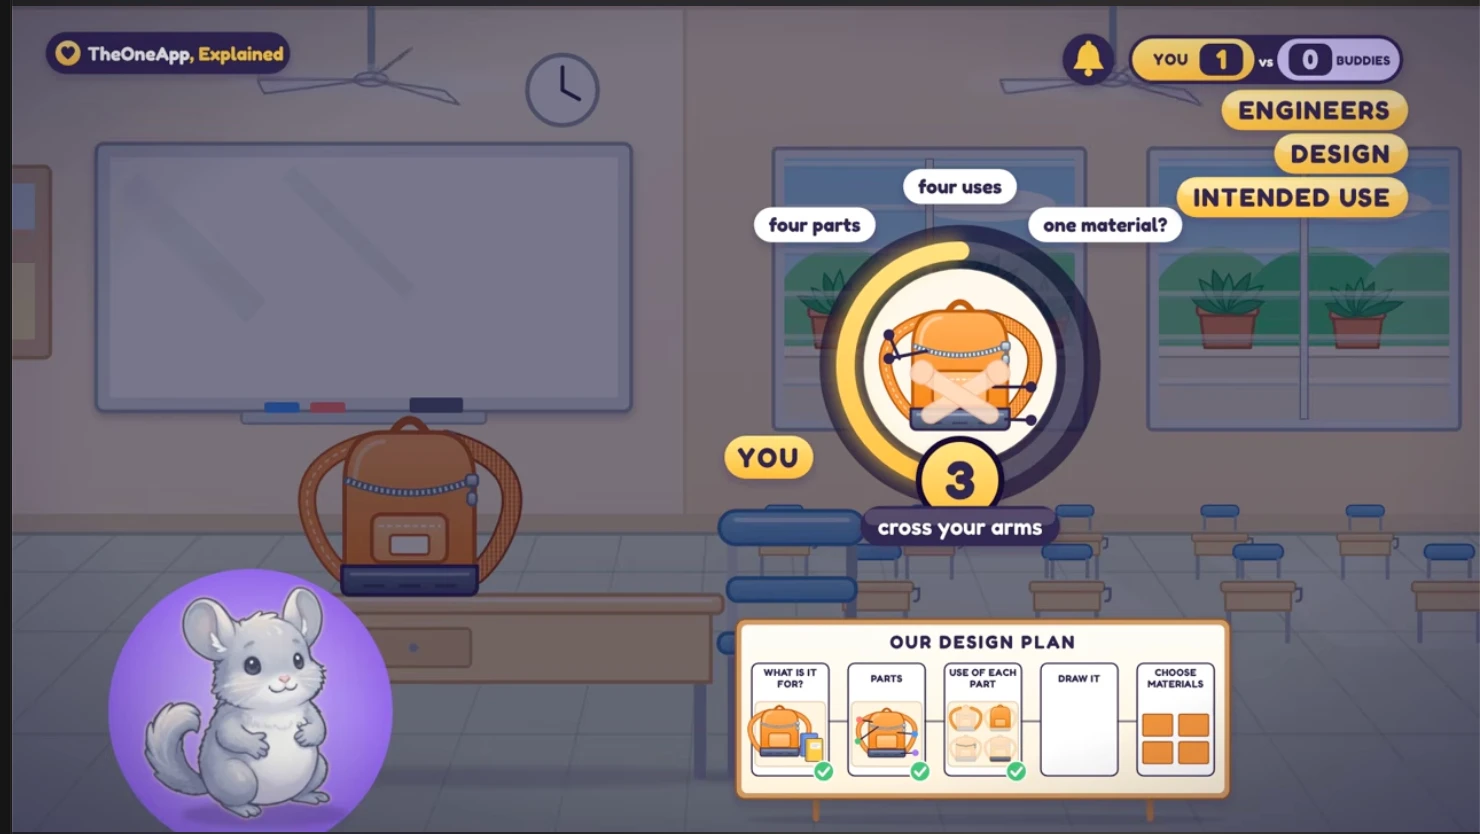 TheOneApp, Explained
YOU 1 vs 0 BUDDIES
ENGINEERS
DESIGN
INTENDED USE
four uses
four parts
one material?
YOU
3
cross your arms
OUR DESIGN PLAN
WHAT IS IT
FOR?
PARTS
USE OF EACH
PART
DRAW IT
CHOOSE
MATERIALS